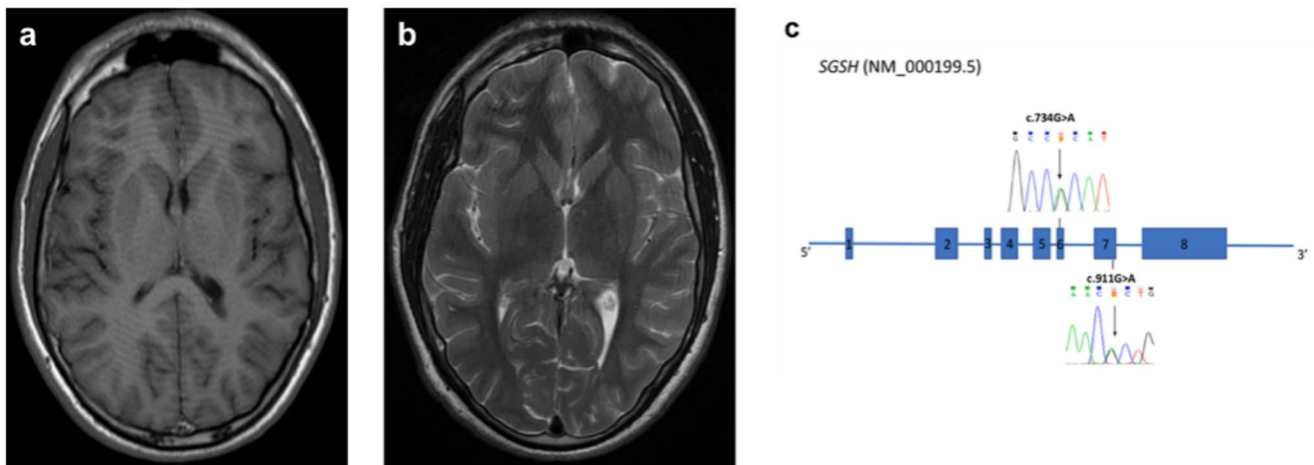 a
b
c
SGSH (NM_000199.5)
c.734G>A
G C C
C A T
5′
1
2
3
4
5
6
7
8
3′
c.911G>A
A A C
C T G